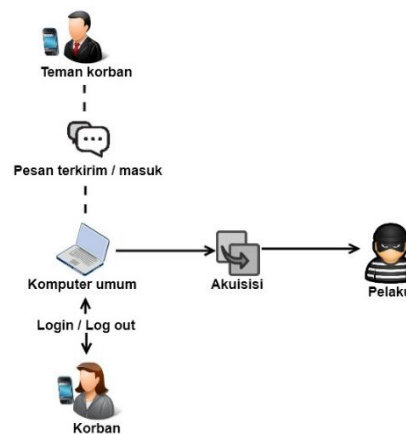 Teman korban
Pesan terkirim / masuk
Komputer umum
Akuisisi
Pelaku
Login / Log out
Korban